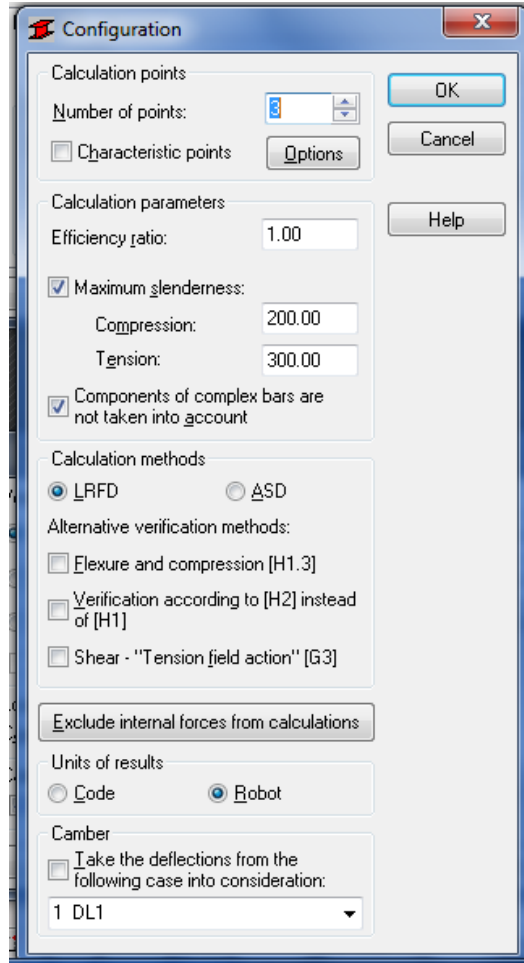 Configuration
Calculation points
Number of points:
3
Characteristic points
Options
OK
Cancel
Help
Calculation parameters
Efficiency ratio:
1.00
Maximum slenderness:
Compression:
200.00
Tension:
300.00
Components of complex bars are
not taken into account
Calculation methods
LRFD
ASD
Alternative verification methods:
Flexure and compression [H1.3]
Verification according to [H2] instead
of [H1]
Shear - "Tension field action" [G3]
Exclude internal forces from calculations
Units of results
Code
Robot
Camber
Take the deflections from the
following case into consideration:
1 DL1